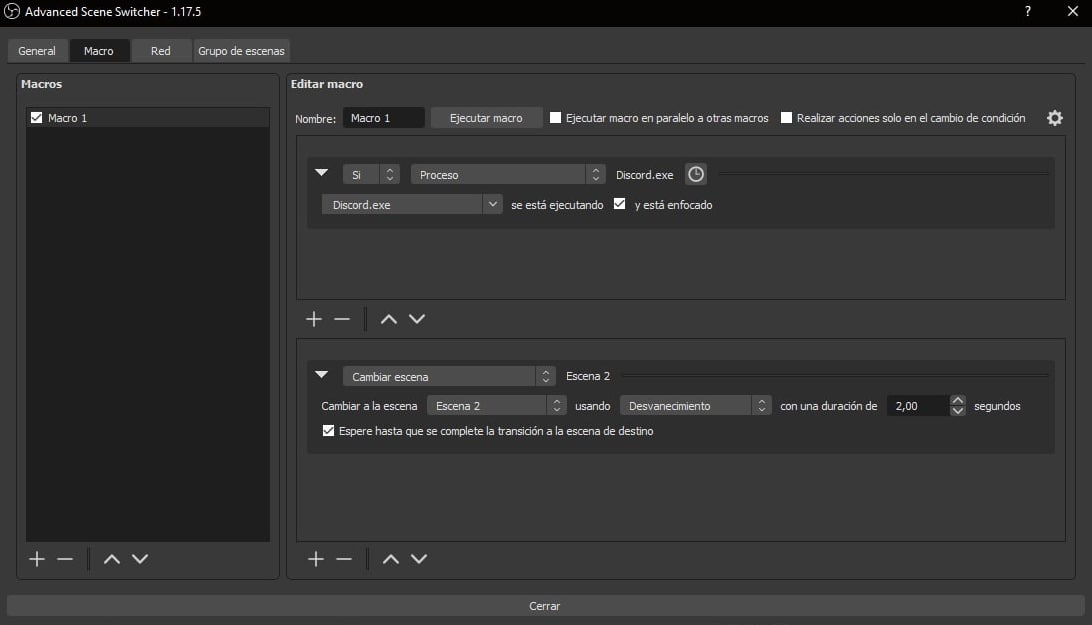 Advanced Scene Switcher - 1.17.5
?
General Macro Red Grupo de escenas
Macros
Macro 1
Editar macro
Nombre: Macro 1 Ejecutar macro Ejecutar macro en paralelo a otras macros Realizar acciones solo en el cambio de condición
Si Proceso Discord.exe
Discord.exe se está ejecutando y está enfocado
Cambiar escena Escena 2
Cambiar a la escena Escena 2 usando Desvanecimiento con una duración de 2,00 segundos
Espere hasta que se complete la transición a la escena de destino
Cerrar